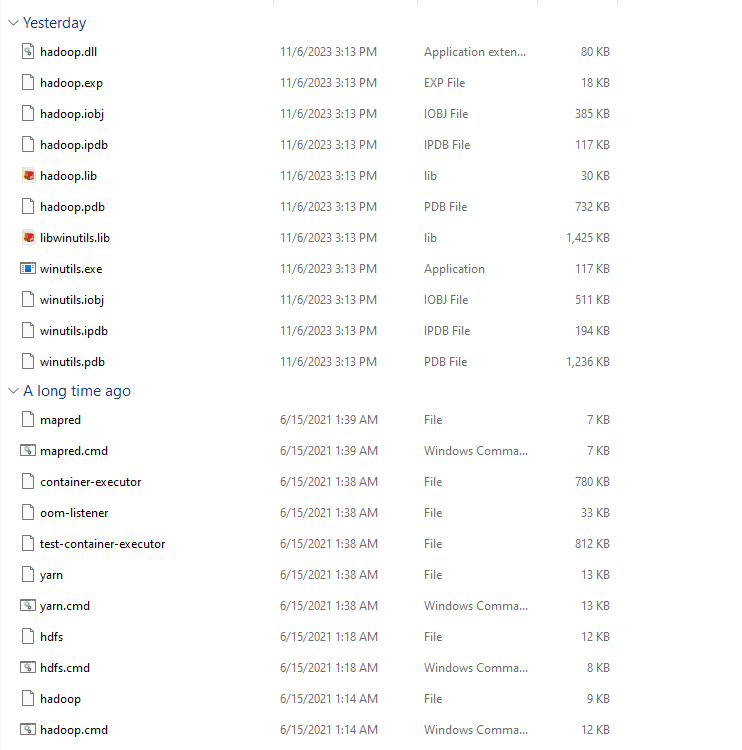 Yesterday
hadoop.dll 11/6/2023 3:13 PM Application exten... 80 KB
hadoop.exp 11/6/2023 3:13 PM EXP File 18 KB
hadoop.iobj 11/6/2023 3:13 PM IOBJ File 385 KB
hadoop.ipdb 11/6/2023 3:13 PM IPDB File 117 KB
hadoop.lib 11/6/2023 3:13 PM lib 30 KB
hadoop.pdb 11/6/2023 3:13 PM PDB File 732 KB
libwinutils.lib 11/6/2023 3:13 PM lib 1,425 KB
winutils.exe 11/6/2023 3:13 PM Application 117 KB
winutils.iobj 11/6/2023 3:13 PM IOBJ File 511 KB
winutils.ipdb 11/6/2023 3:13 PM IPDB File 194 KB
winutils.pdb 11/6/2023 3:13 PM PDB File 1,236 KB
A long time ago
mapred 6/15/2021 1:39 AM File 7 KB
mapred.cmd 6/15/2021 1:39 AM Windows Comma... 7 KB
container-executor 6/15/2021 1:38 AM File 780 KB
oom-listener 6/15/2021 1:38 AM File 33 KB
test-container-executor 6/15/2021 1:38 AM File 812 KB
yarn 6/15/2021 1:38 AM File 13 KB
yarn.cmd 6/15/2021 1:38 AM Windows Comma... 13 KB
hdfs 6/15/2021 1:18 AM File 12 KB
hdfs.cmd 6/15/2021 1:18 AM Windows Comma... 8 KB
hadoop 6/15/2021 1:14 AM File 9 KB
hadoop.cmd 6/15/2021 1:14 AM Windows Comma... 12 KB